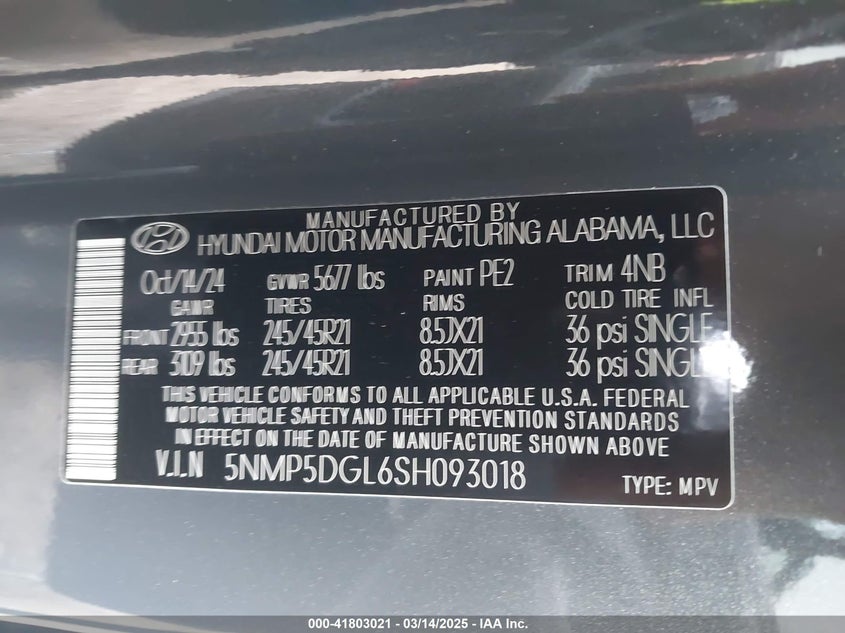 MANUFACTURED BY
HYUNDAI MOTOR MANUFACTURING ALABAMA, LLC
Oct/14/24 GVWR 5677 lbs PAINT PE2 TRIM 4NB
GAWR TIRES RIMS COLD TIRE INFL
FRONT 2955 lbs 245/45R21 8.5JX21 36 psi SINGLE
REAR 3109 lbs 245/45R21 8.5JX21 36 psi SINGLE
THIS VEHICLE CONFORMS TO ALL APPLICABLE U.S.A. FEDERAL
MOTOR VEHICLE SAFETY AND THEFT PREVENTION STANDARDS
IN EFFECT ON THE DATE OF MANUFACTURE SHOWN ABOVE
V.I.N 5NMP5DGL6SH093018 TYPE: MPV
000-41803021 - 03/14/2025 - IAA Inc.